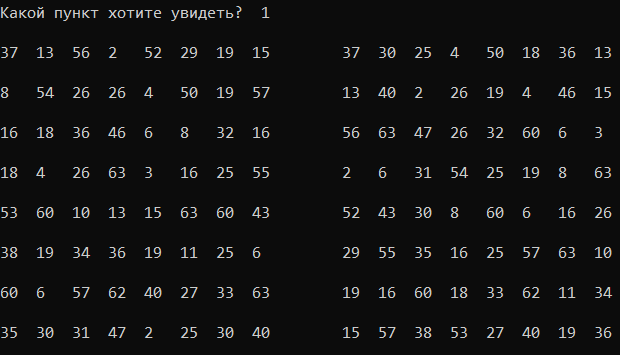 Какой пункт хотите увидеть? 1
37 13 56 2 52 29 19 15 37 30 25 4 50 18 36 13
8 54 26 26 4 50 19 57 13 40 2 26 19 4 46 15
16 18 36 46 6 8 32 16 56 63 47 26 32 60 6 3
18 4 26 63 3 16 25 55 2 6 31 54 25 19 8 63
53 60 10 13 15 63 60 43 52 43 30 8 60 6 16 26
38 19 34 36 19 11 25 6 29 55 35 16 25 57 63 10
60 6 57 62 40 27 33 63 19 16 60 18 33 62 11 34
35 30 31 47 2 25 30 40 15 57 38 53 27 40 19 36